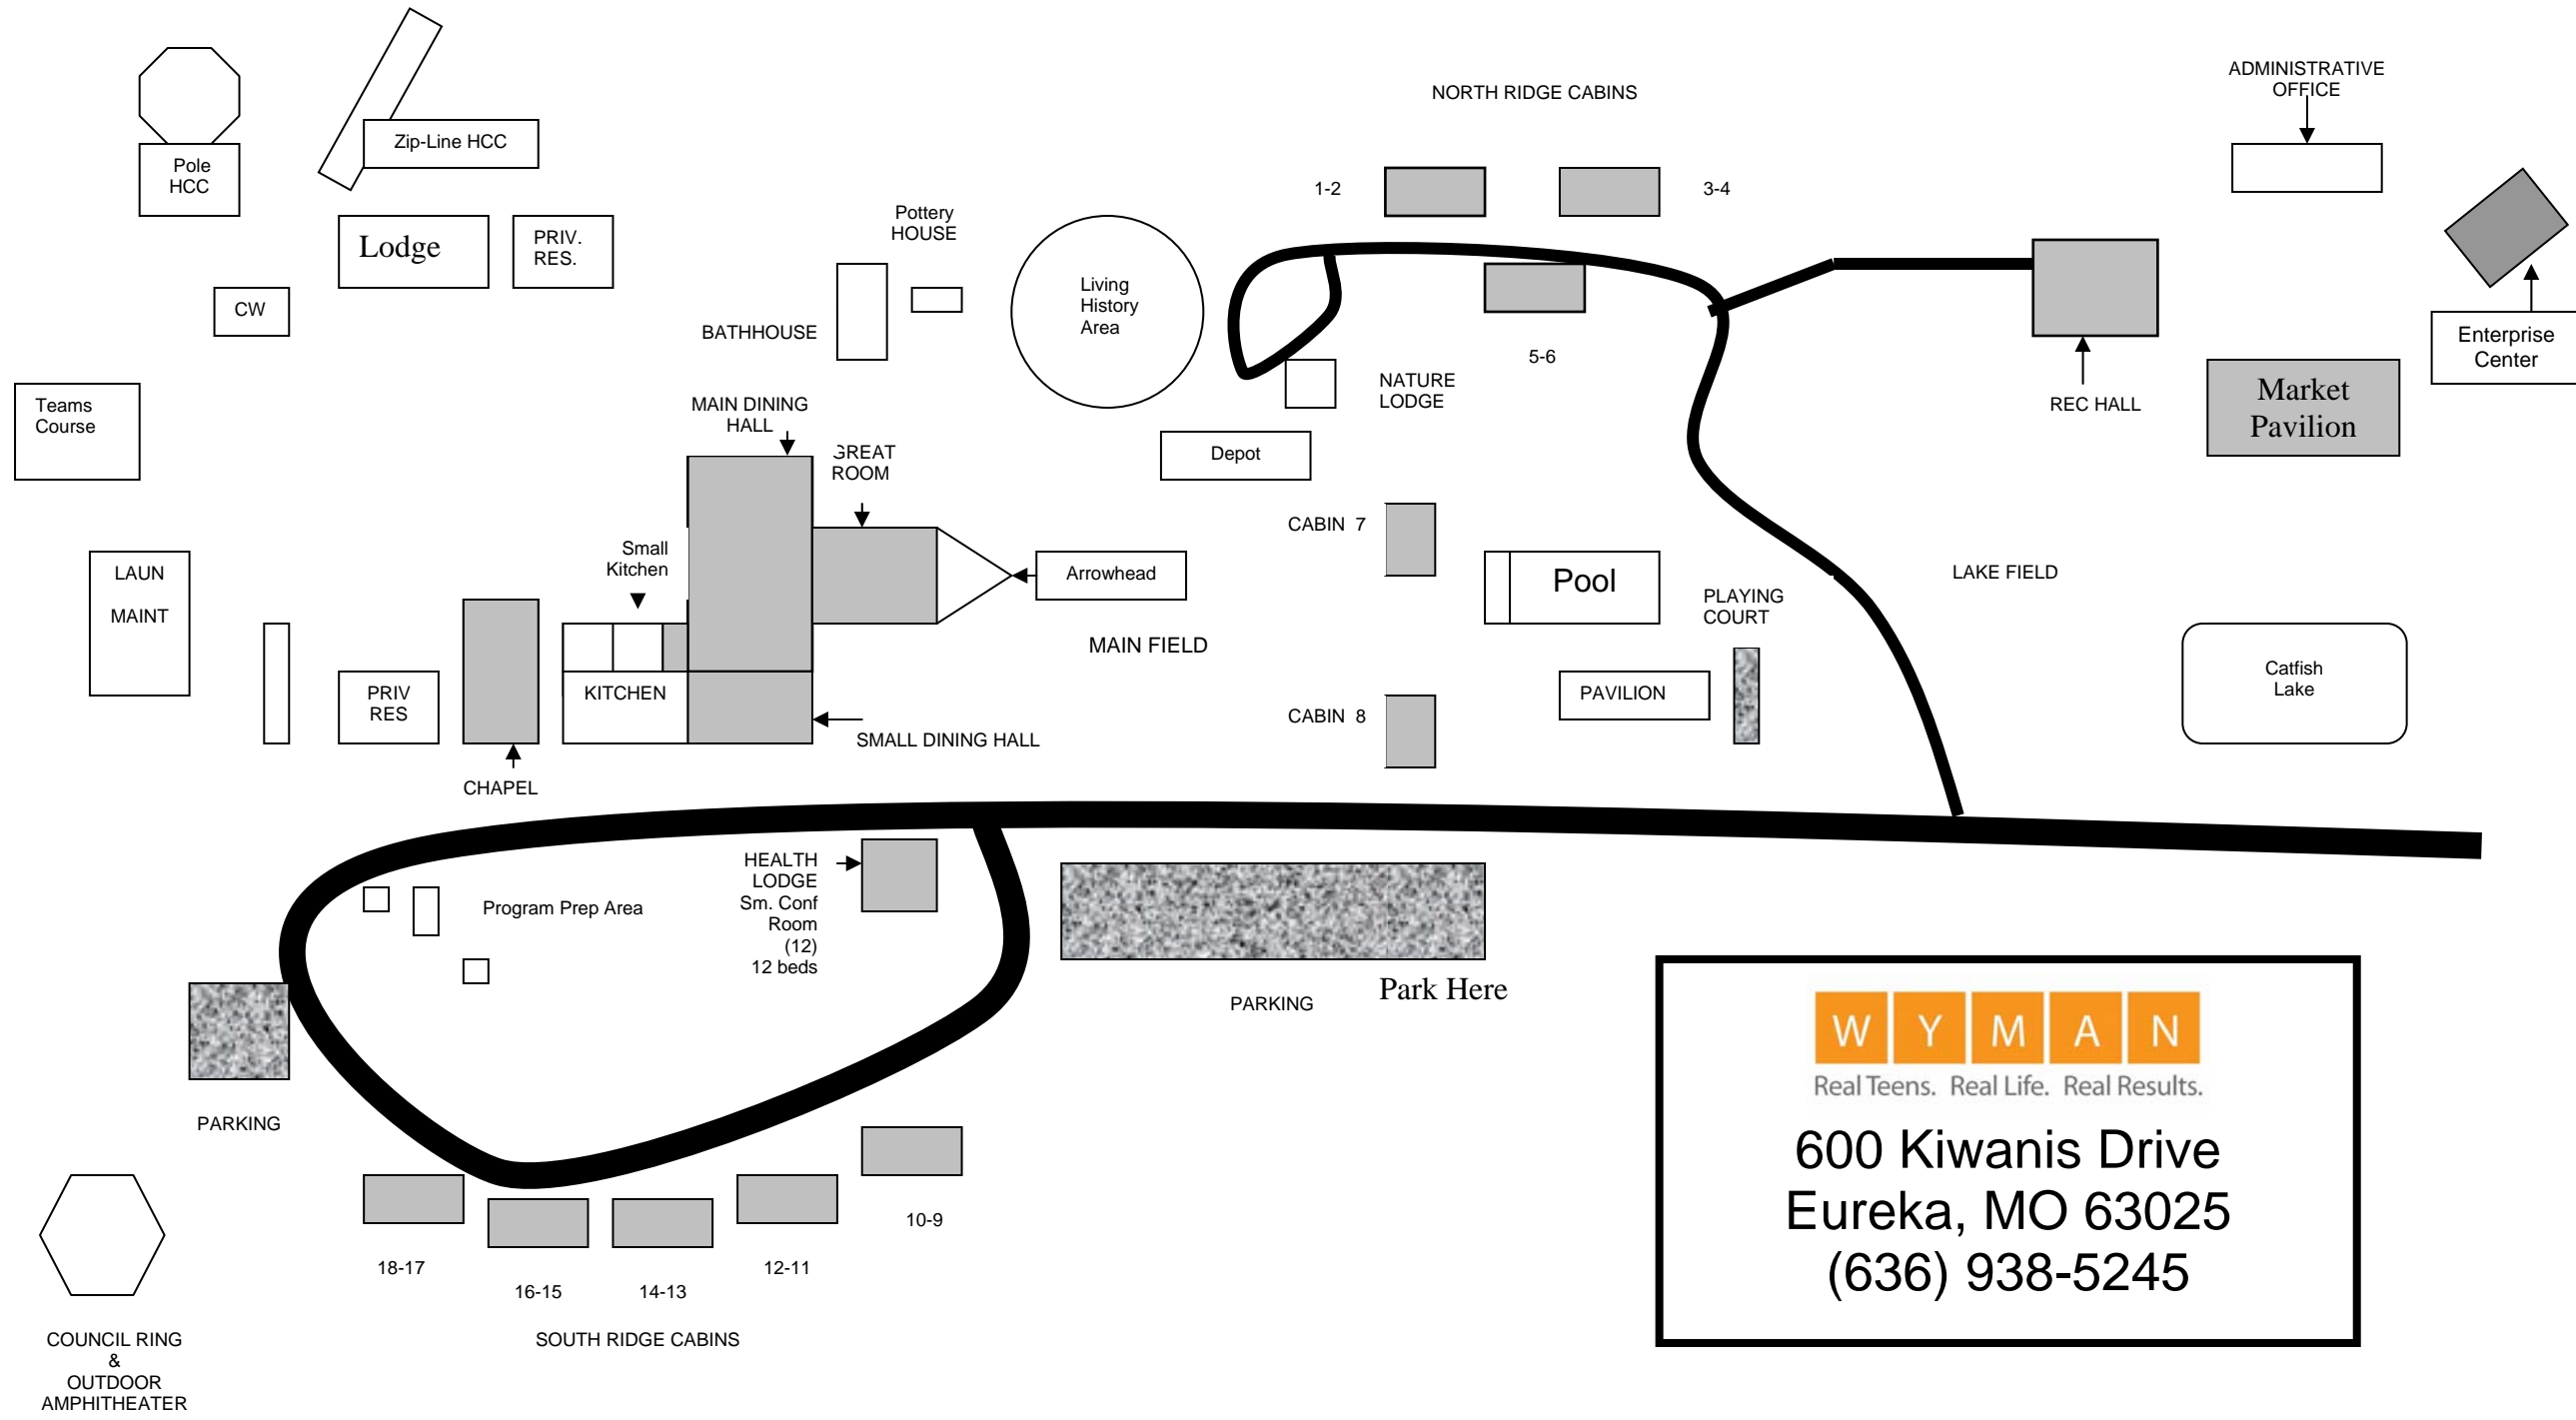 ADMINISTRATIVE
OFFICE
NORTH RIDGE CABINS
Zip-Line HCC
Pole
HCC
1-2
3-4
Pottery
HOUSE
Lodge
PRIV.
RES.
CW
BATHHOUSE
Living
History
Area
5-6
Enterprise
Center
NATURE
LODGE
REC HALL
Market
Pavilion
Teams
Course
MAIN DINING
HALL
GREAT
ROOM
Depot
CABIN 7
Small
Kitchen
LAUN
MAINT
Arrowhead
Pool
LAKE FIELD
PLAYING
COURT
MAIN FIELD
Catfish
Lake
PRIV
RES
KITCHEN
PAVILION
CABIN 8
SMALL DINING HALL
CHAPEL
HEALTH
LODGE
Sm. Conf
Room
(12)
12 beds
Program Prep Area
PARKING
Park Here
PARKING
W Y M A N
Real Teens. Real Life. Real Results.
600 Kiwanis Drive
Eureka, MO 63025
(636) 938-5245
10-9
18-17
12-11
16-15
14-13
SOUTH RIDGE CABINS
COUNCIL RING
&
OUTDOOR
AMPHITHEATER